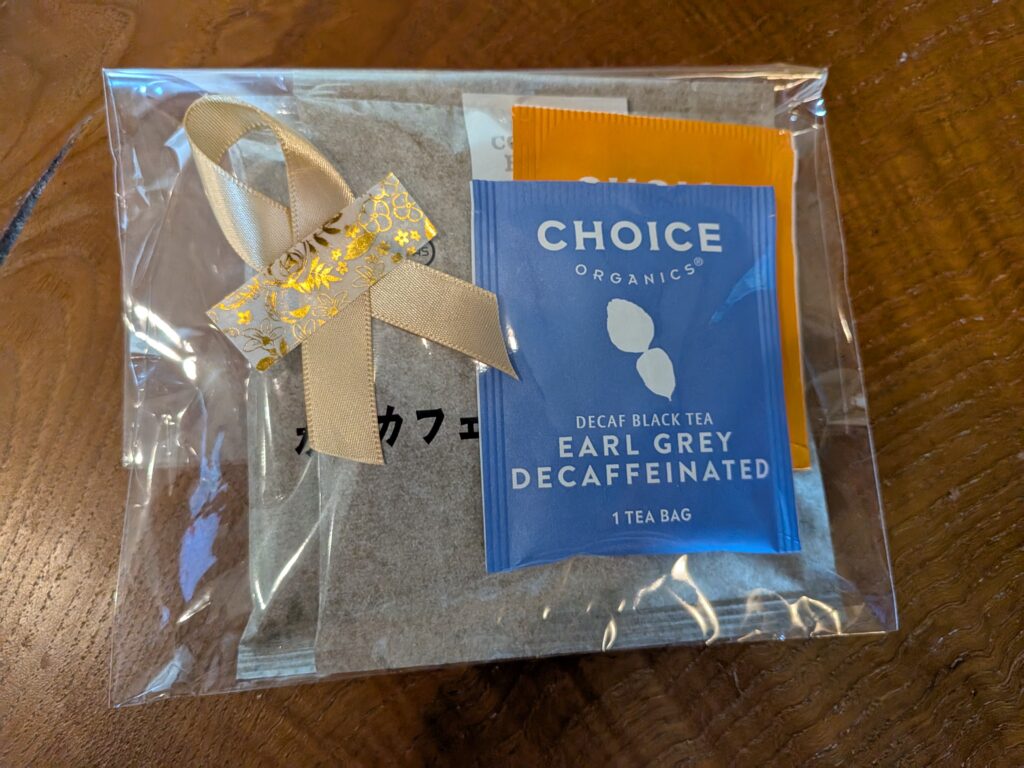 CHOICE
ORGANICS®
DECAF BLACK TEA
EARL GREY
DECAFFEINATED
1 TEA BAG
カフェ